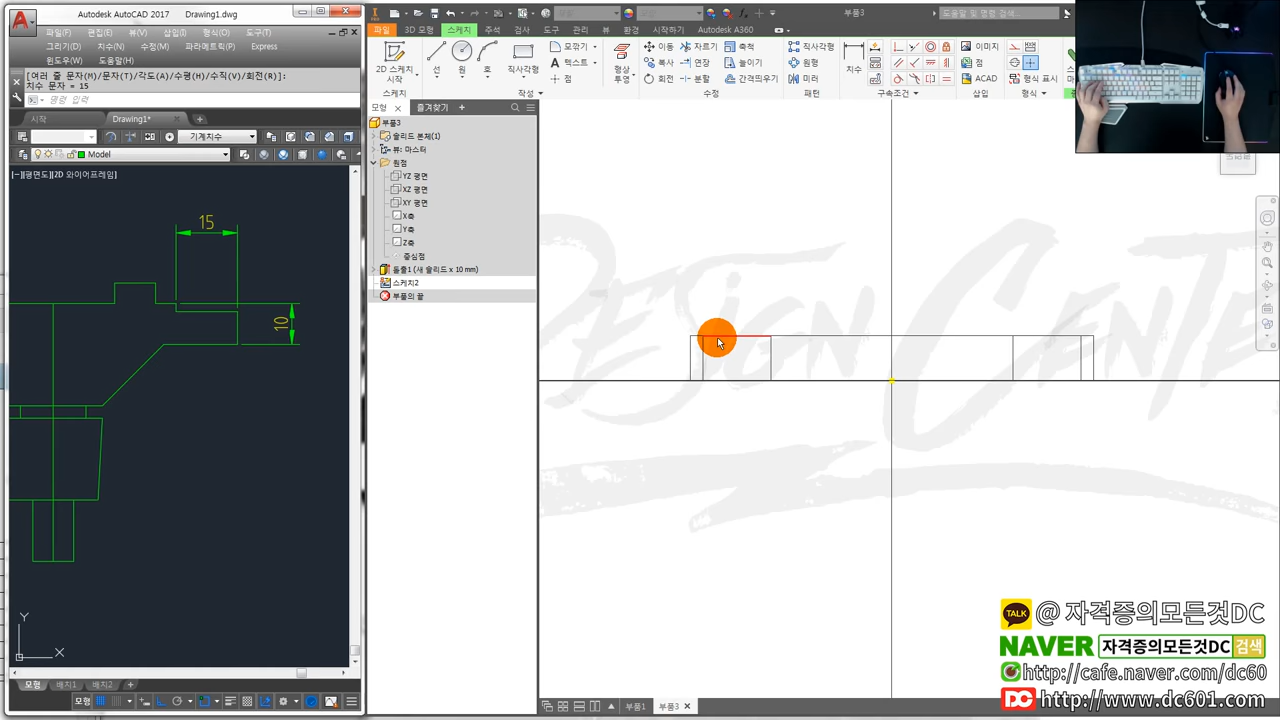 Autodesk AutoCAD 2017 Drawing1.dwg
파일(F) 편집(E) 뷰(V) 삽입(I) 형식(O) 도구(T)
그리기(D) 치수(N) 수정(M) 파라메트릭(P) Express
윈도우(W) 도움말(H)
[여러 줄 문자(M)/문자(T)/각도(A)/수평(H)/수직(V)/회전(R)]:
치수 문자 = 15
명령 입력
시작 Drawing1*
기계치수
Model
[-][평면도][2D 와이어프레임]
15
10
Y
X
모형 배치1 배치2 +
모형
부품3
도움말 및 명령 검색...
파일 3D 모형 스케치 주석 검사 도구 관리 뷰 환경 시작하기 Autodesk A360
2D 스케치 시작
선 원 호 직사각형
모깎기
텍스트
점
형상 투영
이동 자르기 축척
복사 연장 늘이기
회전 분할 간격띄우기
직사각형
원형
미러
치수
이미지
점
ACAD
형식 표시
작성 수정 패턴 구속조건 삽입 형식
모형 즐겨찾기 +
부품3
솔리드 본체(1)
뷰: 마스터
원점
YZ 평면
XZ 평면
XY 평면
X축
Y축
Z축
중심점
돌출1 (새 솔리드 x 10 mm)
스케치2
부품의 끝
DESIGN CENTER
부품1 부품3
TALK @ 자격증의모든것DC
NAVER 자격증의모든것DC 검색
http://cafe.naver.com/dc60
DC http://www.dc601.com/